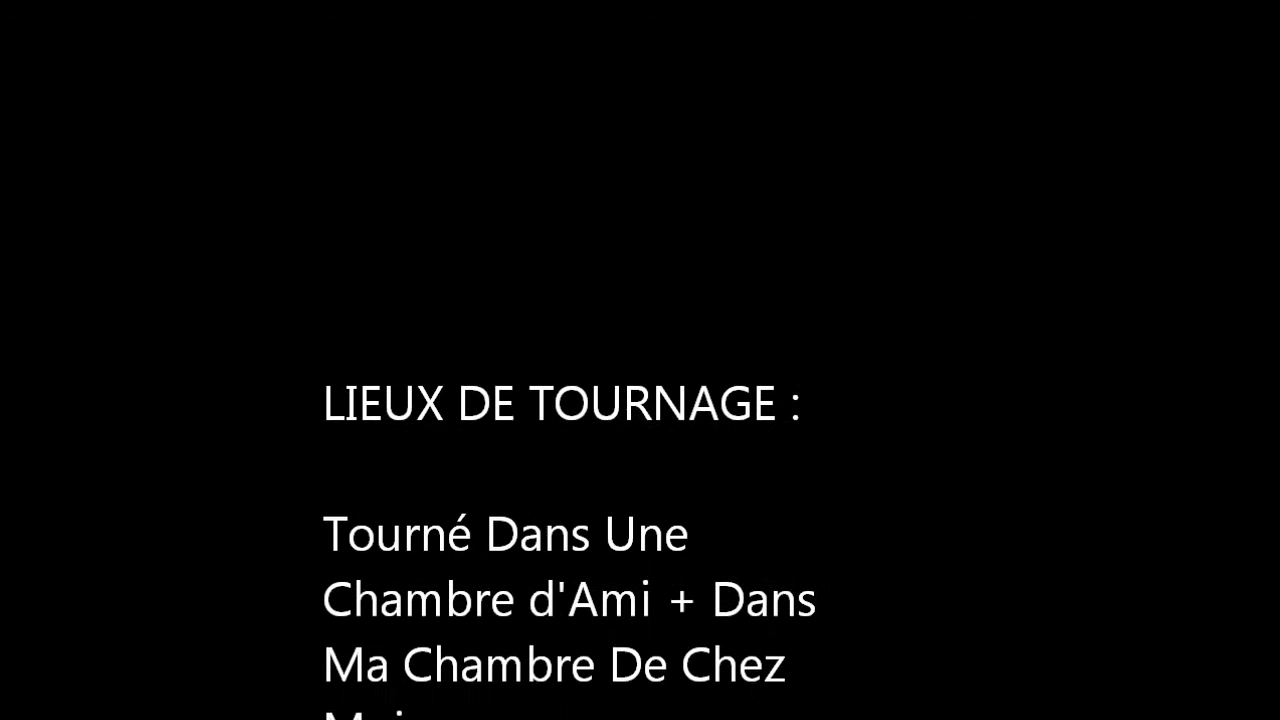 LIEUX DE TOURNAGE :
Tourné Dans Une
Chambre d'Ami + Dans
Ma Chambre De Chez